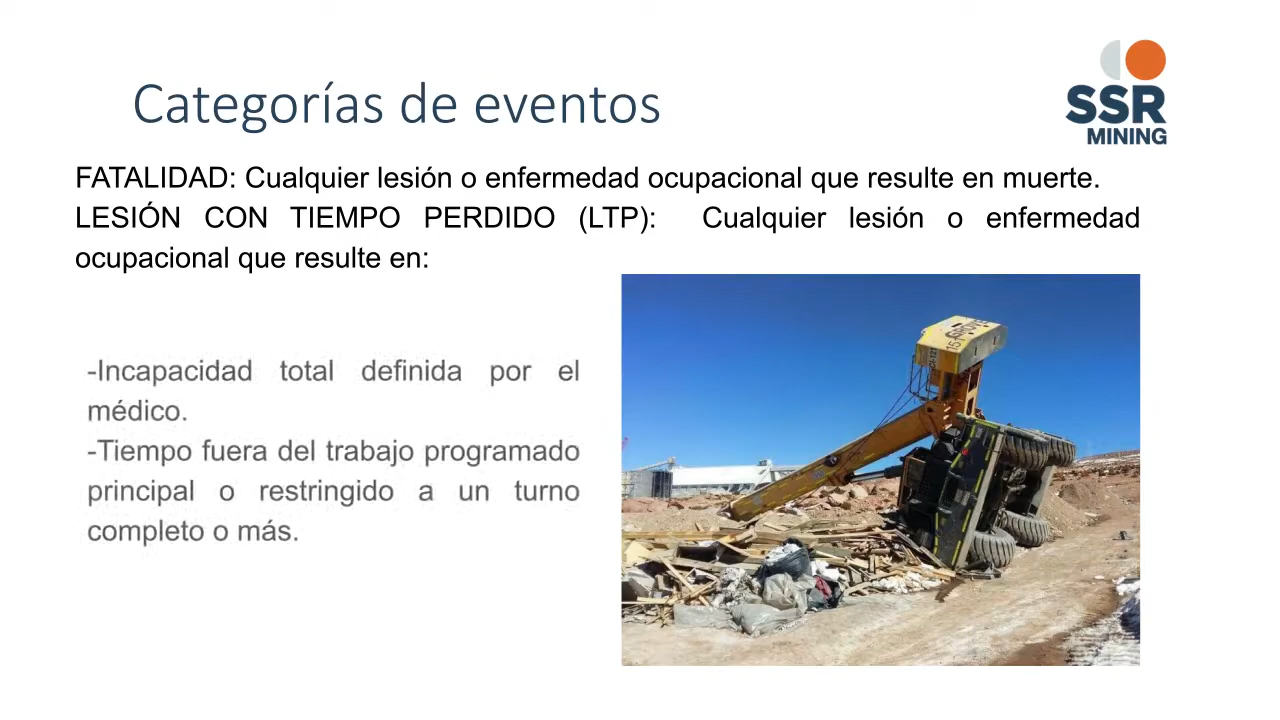 Categorías de eventos
SSR
MINING
FATALIDAD: Cualquier lesión o enfermedad ocupacional que resulte en muerte.
LESIÓN CON TIEMPO PERDIDO (LTP): Cualquier lesión o enfermedad
ocupacional que resulte en:
-Incapacidad total definida por el
médico.
-Tiempo fuera del trabajo programado
principal o restringido a un turno
completo o más.
GROVE